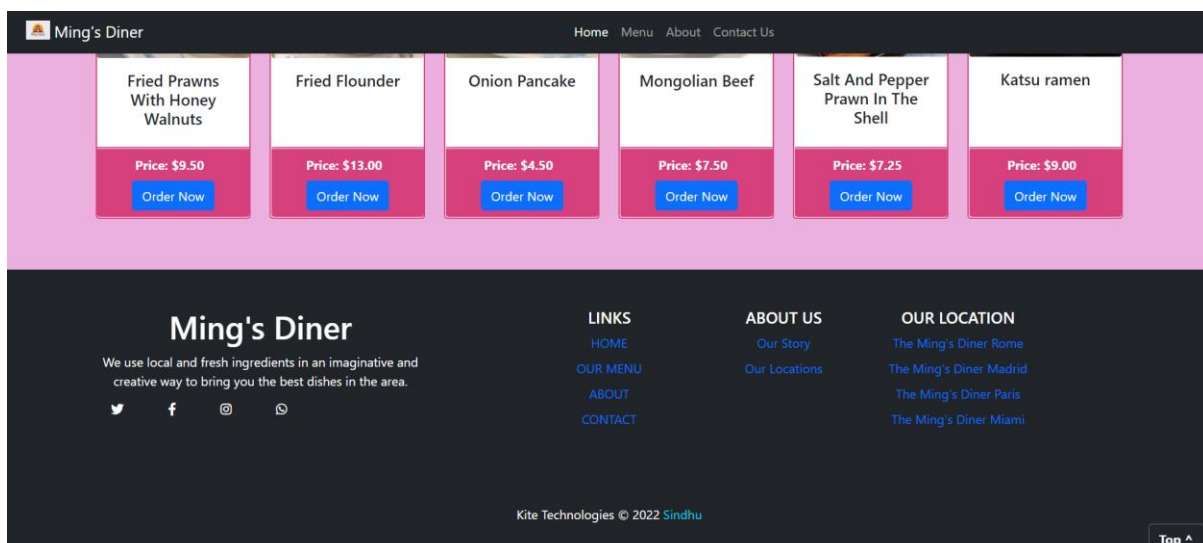 Ming's Diner
Home Menu About Contact Us
Fried Prawns
With Honey
Walnuts
Price: $9.50
Order Now
Fried Flounder
Price: $13.00
Order Now
Onion Pancake
Price: $4.50
Order Now
Mongolian Beef
Price: $7.50
Order Now
Salt And Pepper
Prawn In The
Shell
Price: $7.25
Order Now
Katsu ramen
Price: $9.00
Order Now
Ming's Diner
We use local and fresh ingredients in an imaginative and
creative way to bring you the best dishes in the area.
LINKS
HOME
OUR MENU
ABOUT
CONTACT
ABOUT US
Our Story
Our Locations
OUR LOCATION
The Ming's Diner Rome
The Ming's Diner Madrid
The Ming's Diner Paris
The Ming's Diner Miami
Kite Technologies © 2022 Sindhu
Top ^